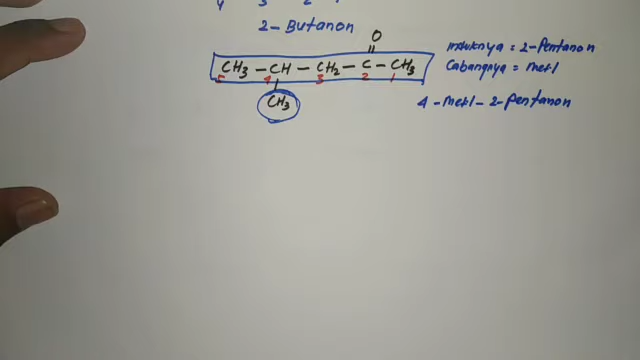 2 - Butanon
O
CH3 - CH - CH2 - C - CH3
5 4 3 2 1
CH3
Induknya = 2-Pentanon
Cabangnya = metil
4 - metil - 2 - pentanon